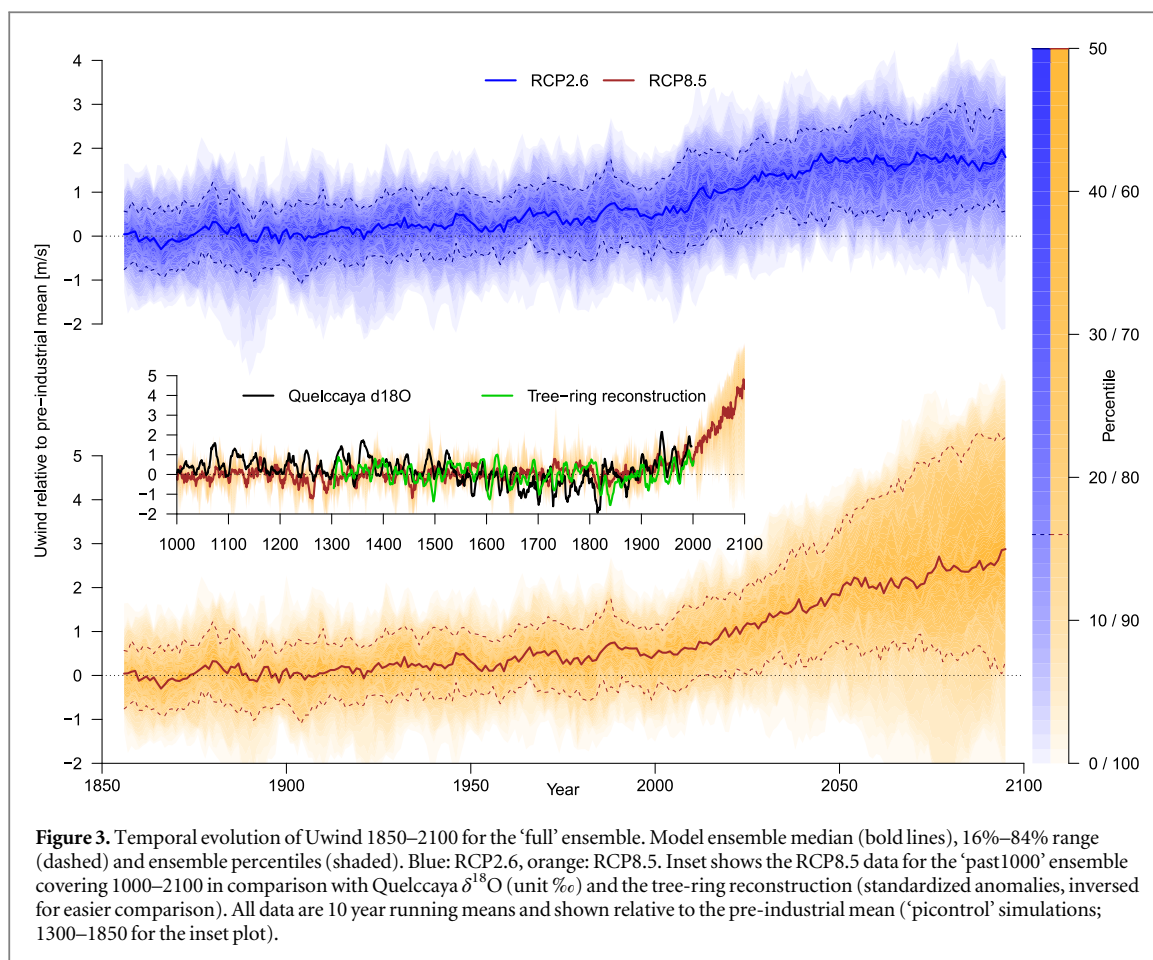 Uwind relative to pre-industrial mean [m/s]
4
3
2
1
0
−1
−2
RCP2.6 RCP8.5
5
4
3
2
1
0
−1
−2
Quelccaya d18O Tree−ring reconstruction
1000 1100 1200 1300 1400 1500 1600 1700 1800 1900 2000 2100
5
4
3
2
1
0
−1
−2
1850 1900 1950 2000 2050 2100
Year
50
40 / 60
30 / 70
20 / 80
10 / 90
0 / 100
Percentile
Figure 3. Temporal evolution of Uwind 1850–2100 for the ‘full’ ensemble. Model ensemble median (bold lines), 16%–84% range
(dashed) and ensemble percentiles (shaded). Blue: RCP2.6, orange: RCP8.5. Inset shows the RCP8.5 data for the ‘past1000’ ensemble
covering 1000–2100 in comparison with Quelccaya δ18O (unit ‰) and the tree-ring reconstruction (standardized anomalies, inversed
for easier comparison). All data are 10 year running means and shown relative to the pre-industrial mean (‘picontrol’ simulations;
1300–1850 for the inset plot).